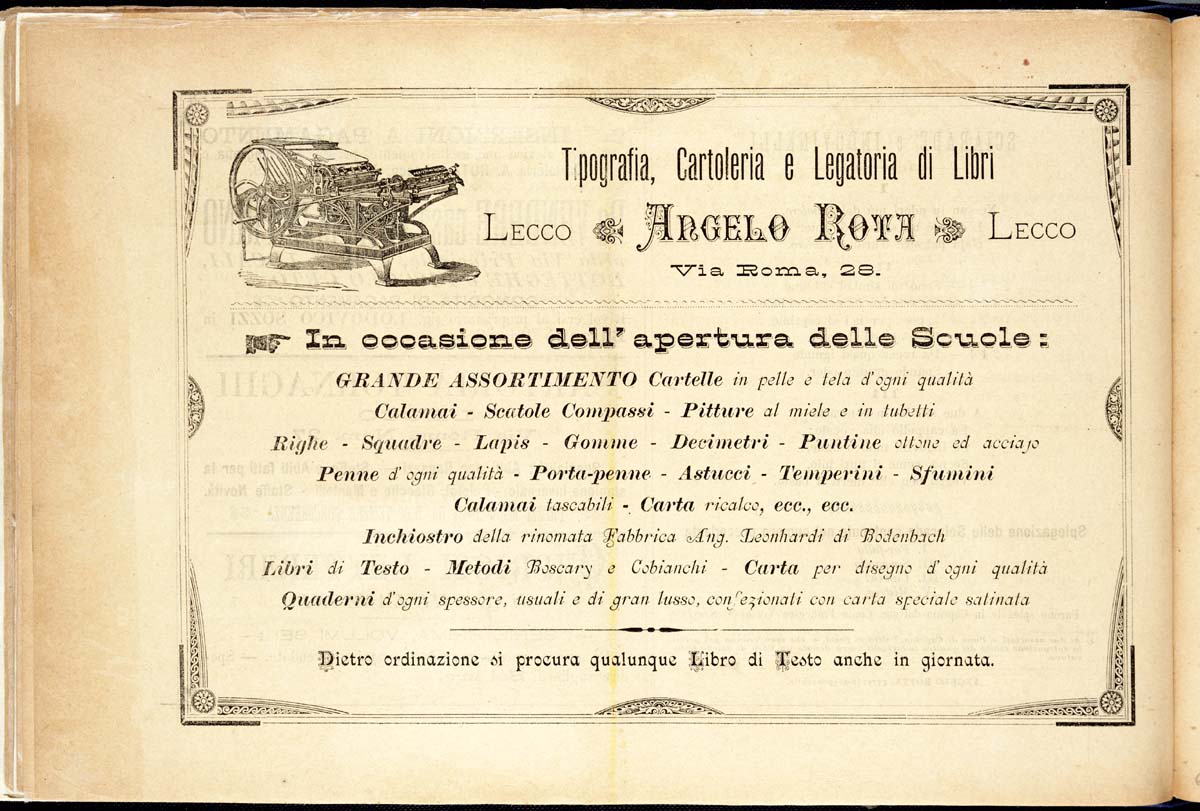 Tipografia, Cartoleria e Legatoria di Libri
Lecco Angelo Rota Lecco
Via Roma, 28.
In occasione dell' apertura delle Scuole:
GRANDE ASSORTIMENTO Cartelle in pelle e tela d'ogni qualità
Calamai - Scatole Compassi - Pitture al miele e in tubetti
Righe - Squadre - Lapis - Gomme - Decimetri - Puntine ottone ed acciajo
Penne d'ogni qualità - Porta-penne - Astucci - Temperini - Sfumini
Calamai tascabili - Carta ricalco, ecc., ecc.
Inchiostro della rinomata Fabbrica Ang. Leonhardi di Bodenbach
Libri di Testo - Metodi Boscary e Cobianchi - Carta per disegno d'ogni qualità
Quaderni d'ogni spessore, usuali e di gran lusso, confezionati con carta speciale satinata
Dietro ordinazione si procura qualunque Libro di Testo anche in giornata.